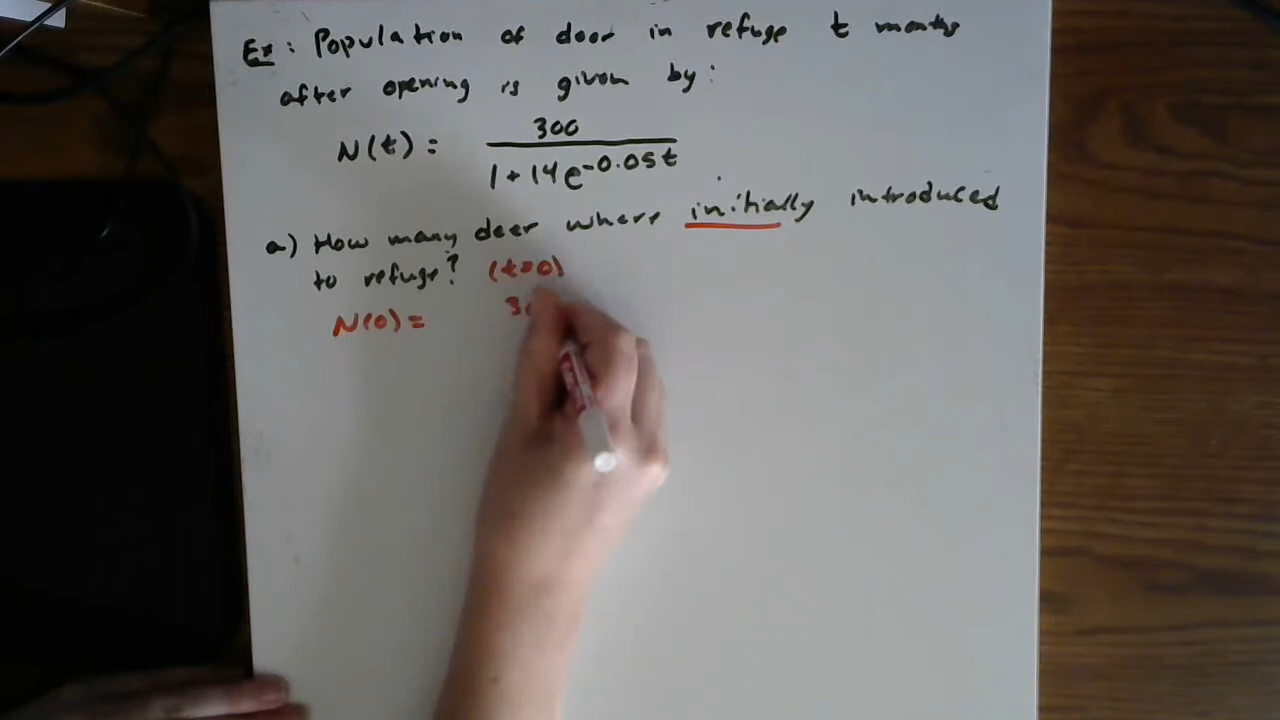 Ex: Population of deer in refuge t months
after opening is given by:
N(t) = 300 / 1 + 14e^-0.05t
a) How many deer where initially introduced
to refuge? (t=0)
N(0) =